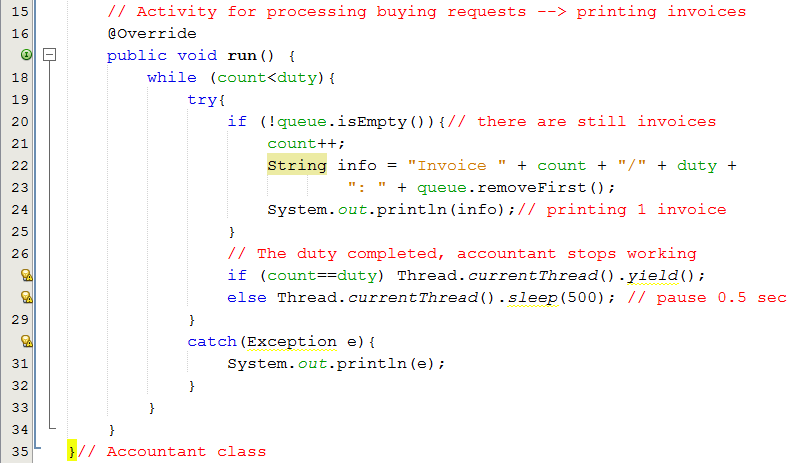 15 // Activity for processing buying requests --> printing invoices
16 @Override
public void run() {
18 while (count<duty){
19 try{
20 if (!queue.isEmpty()){// there are still invoices
21 count++;
22 String info = "Invoice " + count + "/" + duty +
23 ": " + queue.removeFirst();
24 System.out.println(info);// printing 1 invoice
25 }
26 // The duty completed, accountant stops working
if (count==duty) Thread.currentThread().yield();
else Thread.currentThread().sleep(500); // pause 0.5 sec
29 }
catch(Exception e){
31 System.out.println(e);
32 }
33 }
34 }
35 }// Accountant class